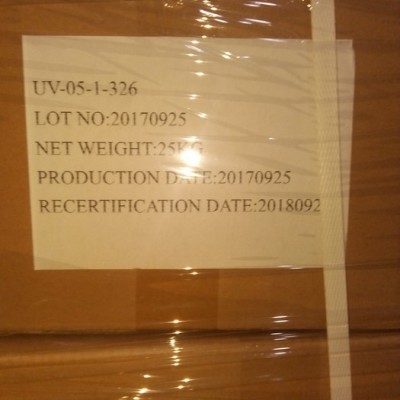 UV-05-1-326
LOT NO:20170925
NET WEIGHT:25KG
PRODUCTION DATE:20170925
RECERTIFICATION DATE:2018092